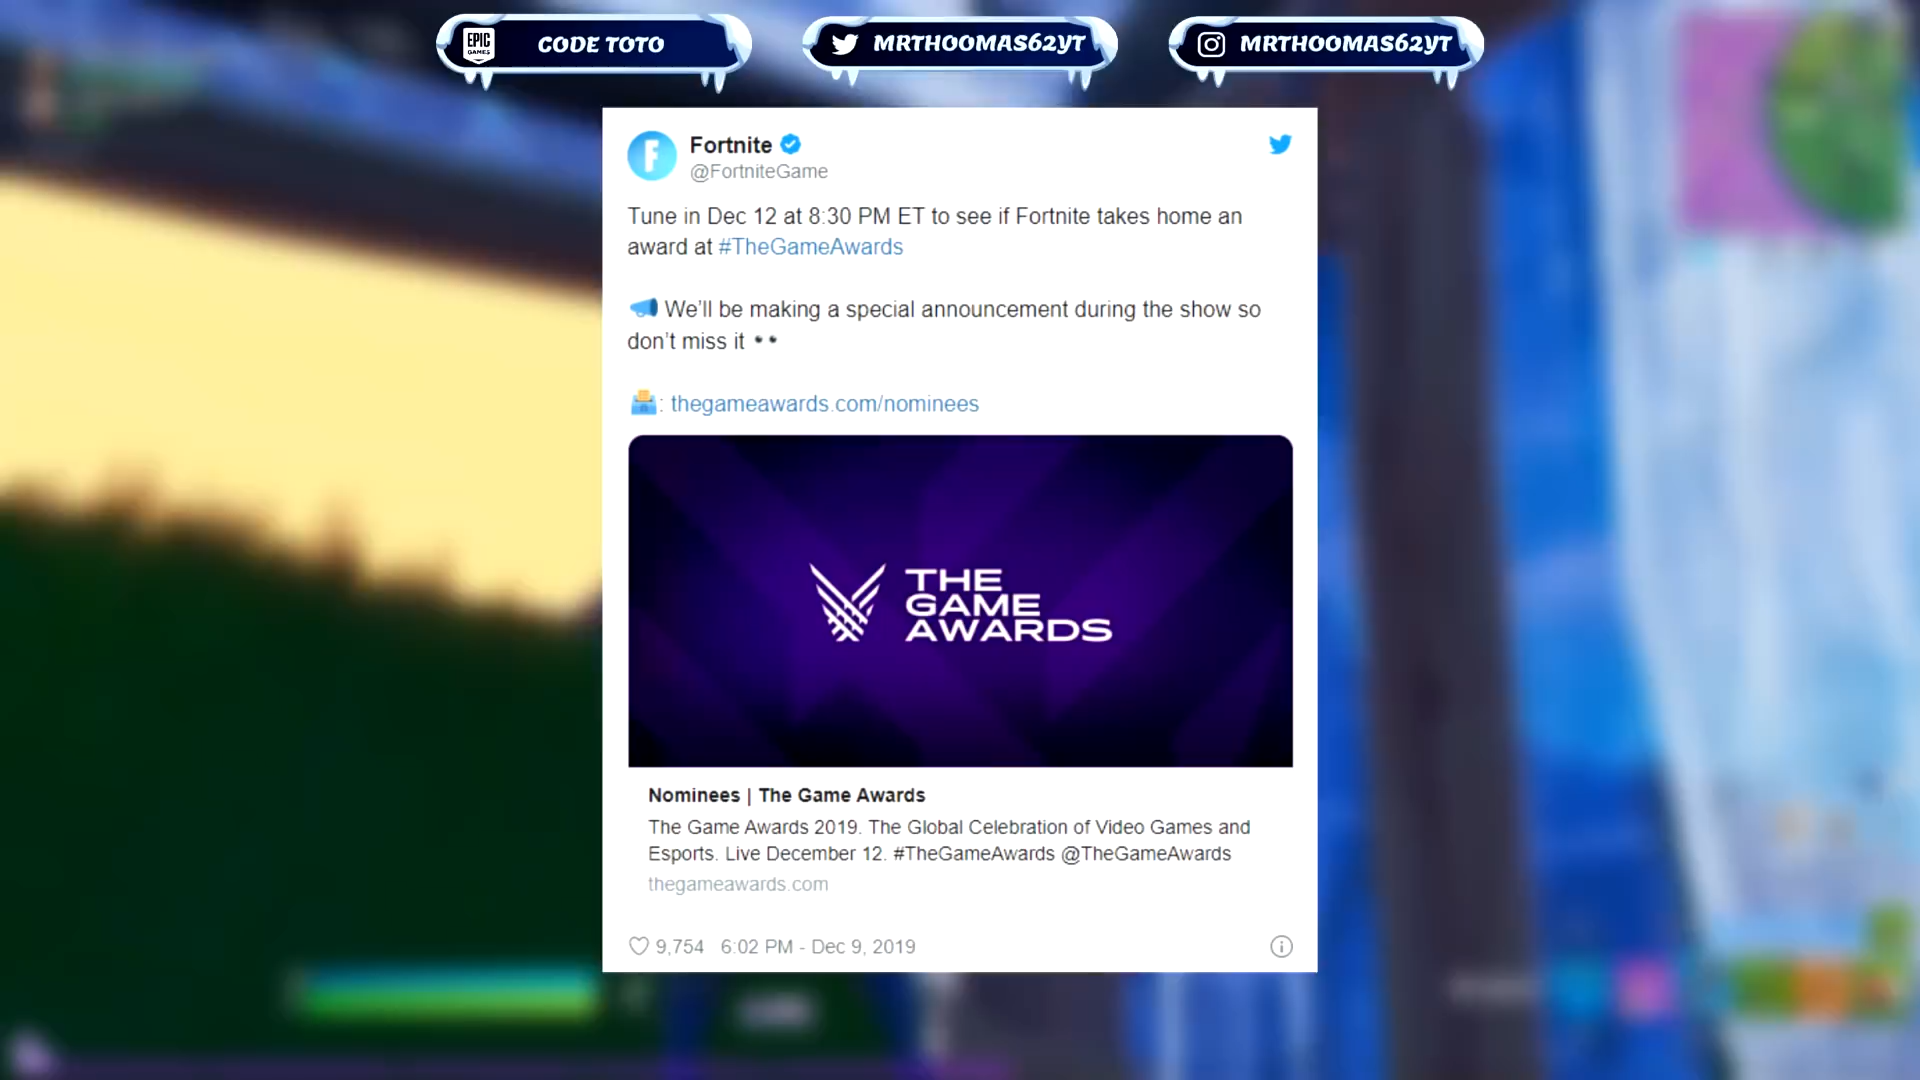 EPIC GAMES CODE TOTO MRTHOOMAS62YT MRTHOOMAS62YT
Fortnite
@FortniteGame
Tune in Dec 12 at 8:30 PM ET to see if Fortnite takes home an
award at #TheGameAwards
📣 We'll be making a special announcement during the show so
don't miss it 👀
🗳: thegameawards.com/nominees
THE
GAME
AWARDS
Nominees | The Game Awards
The Game Awards 2019. The Global Celebration of Video Games and
Esports. Live December 12. #TheGameAwards @TheGameAwards
thegameawards.com
9,754 6:02 PM - Dec 9, 2019